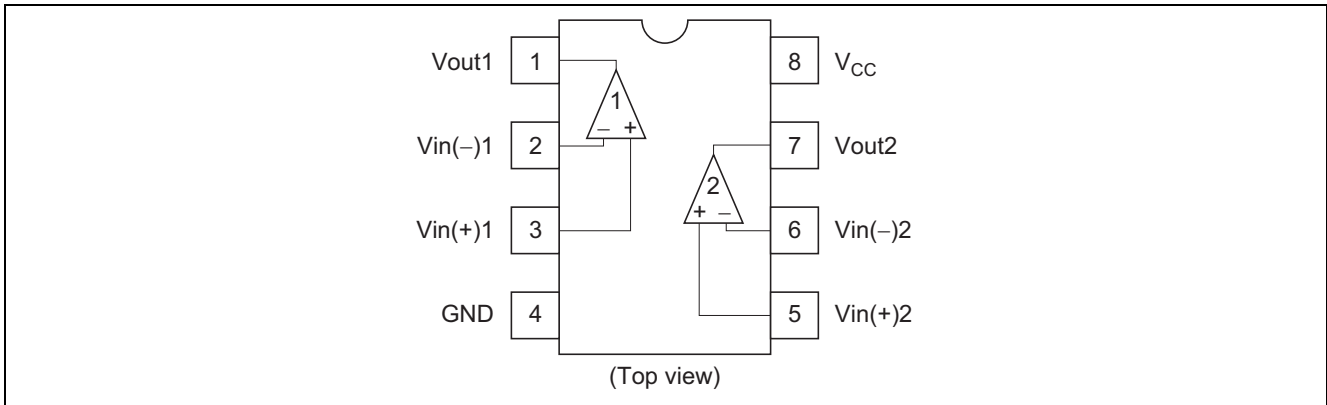 Vout1 1 8 V_CC
1
− +
Vin(−)1 2 7 Vout2
2
+ −
Vin(+)1 3 6 Vin(−)2
GND 4 5 Vin(+)2
(Top view)